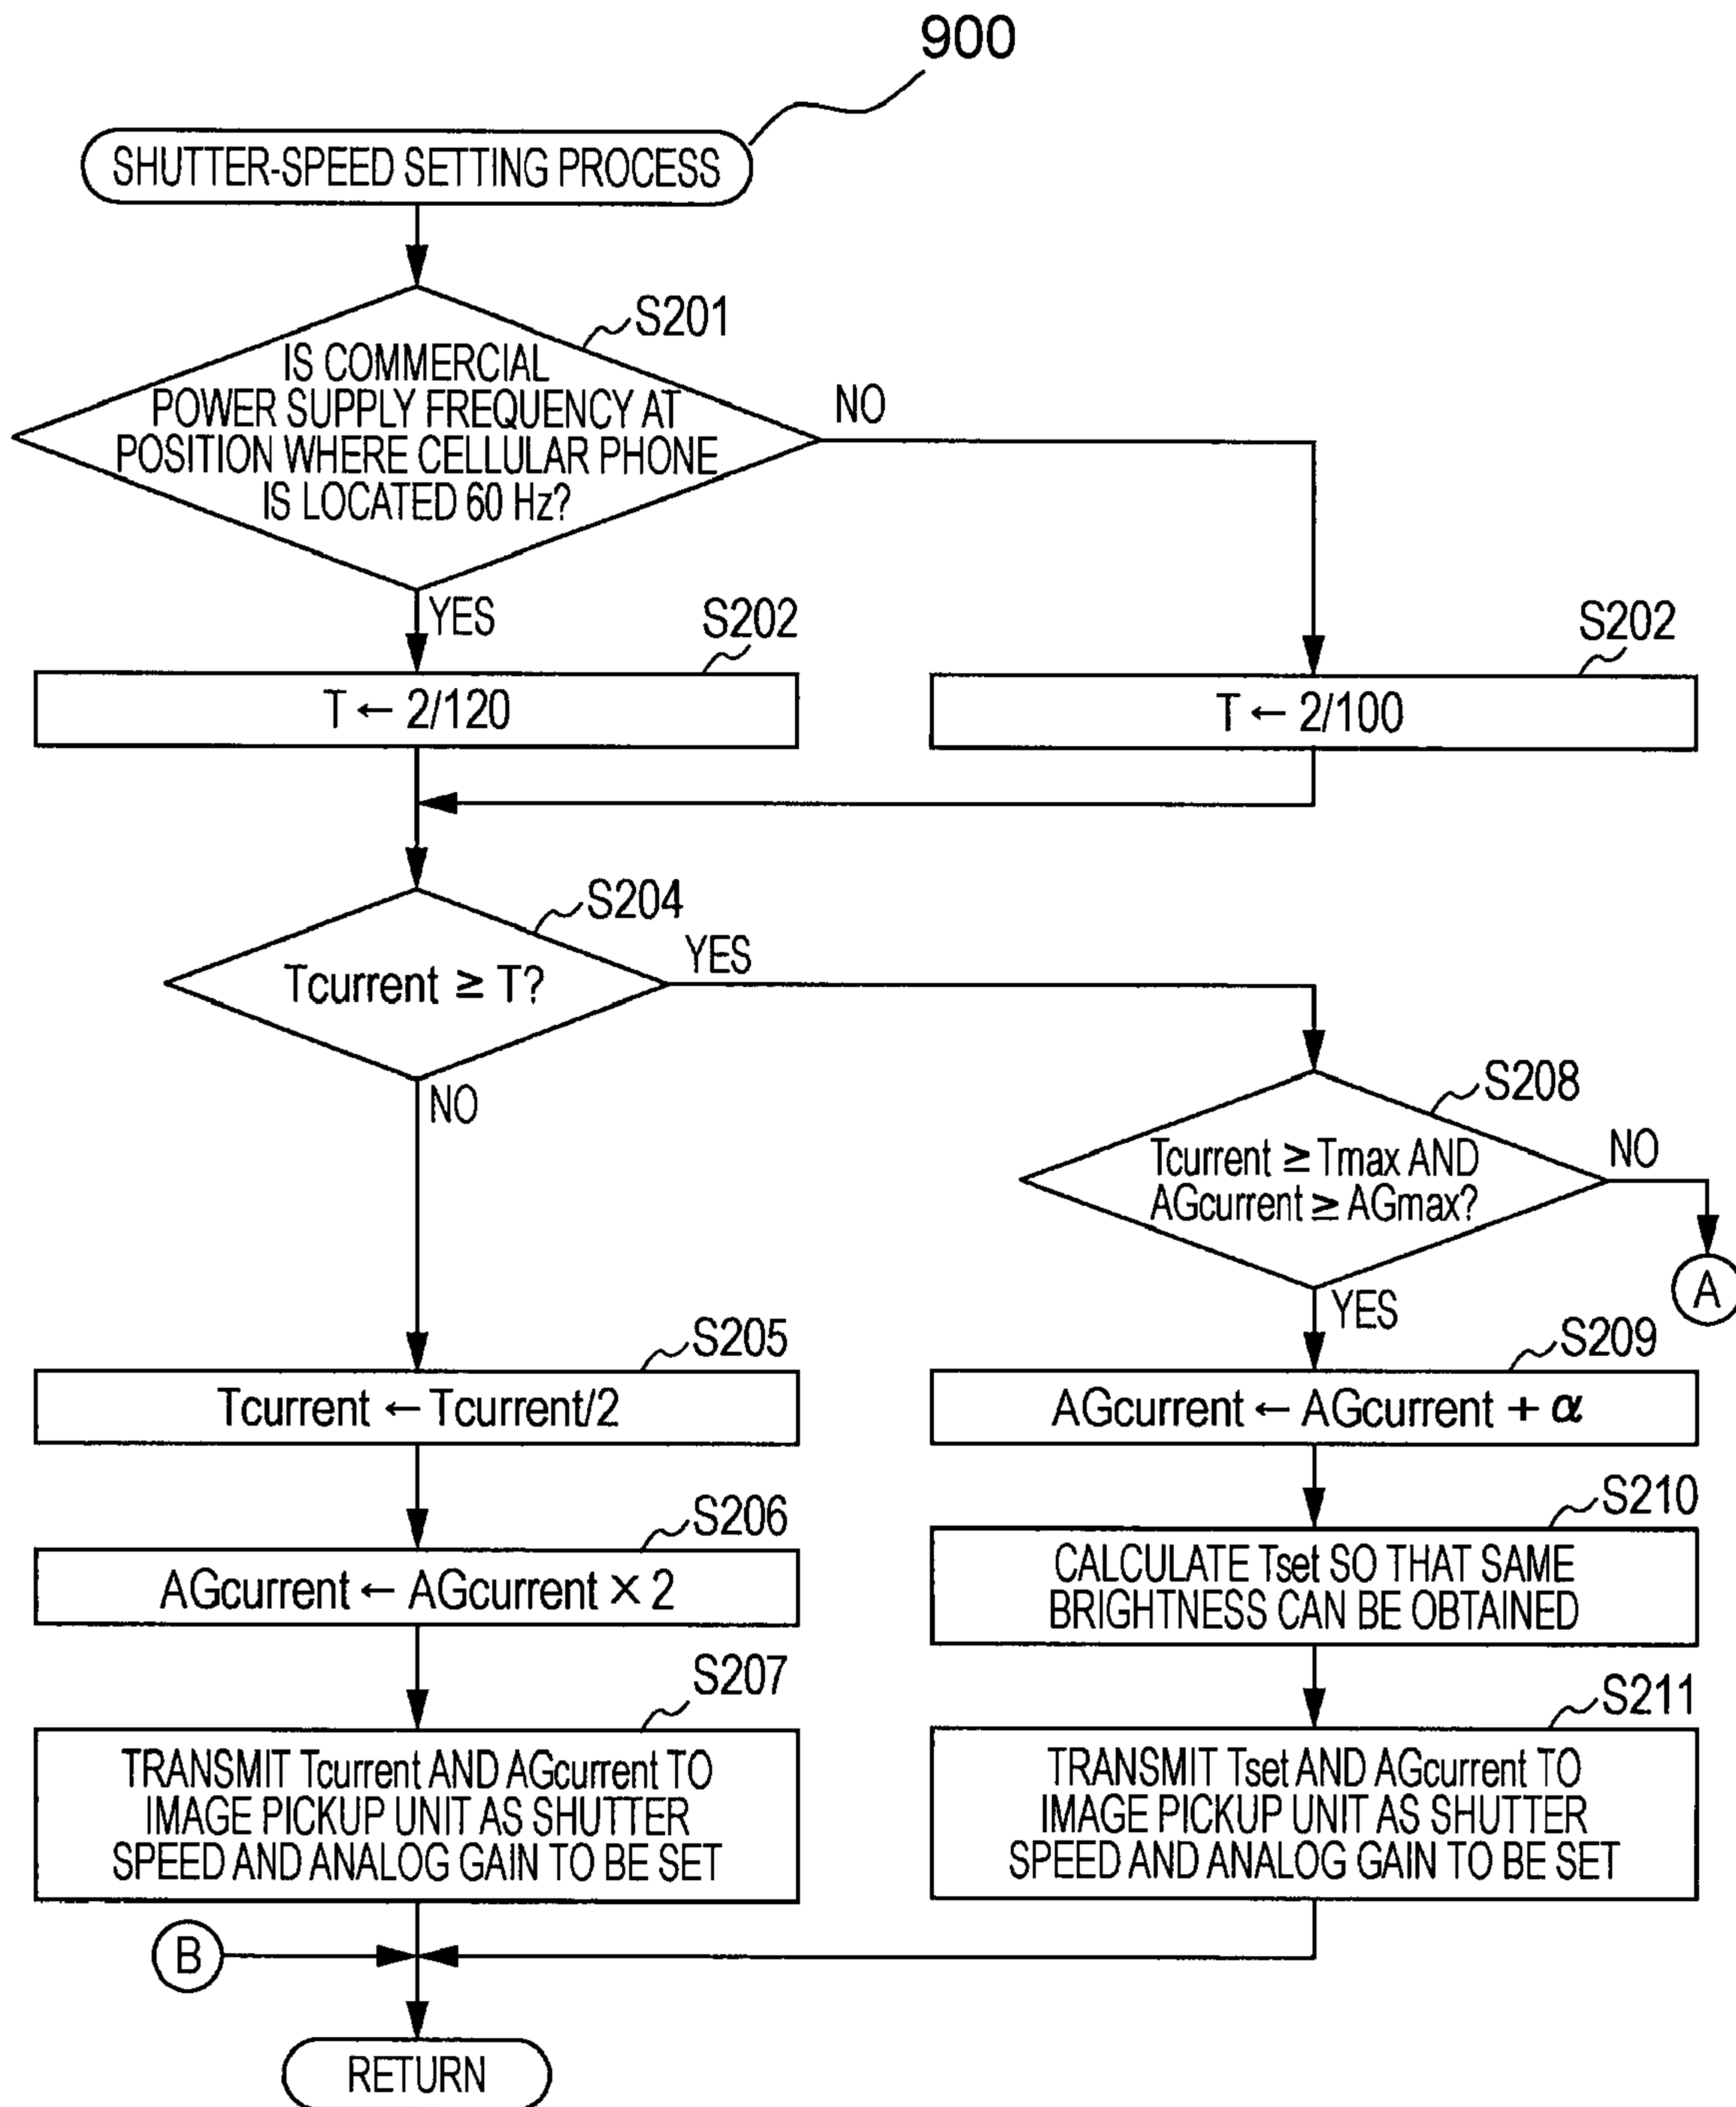 900
SHUTTER-SPEED SETTING PROCESS
S201
IS COMMERCIAL
POWER SUPPLY FREQUENCY AT
POSITION WHERE CELLULAR PHONE
IS LOCATED 60 Hz?
NO
YES
S202
T ← 2/120
S202
T ← 2/100
S204
Tcurrent ≥ T?
YES
NO
S208
Tcurrent ≥ Tmax AND
AGcurrent ≥ AGmax?
NO
A
YES
S205
Tcurrent ← Tcurrent/2
S209
AGcurrent ← AGcurrent + α
S206
AGcurrent ← AGcurrent × 2
S210
CALCULATE Tset SO THAT SAME
BRIGHTNESS CAN BE OBTAINED
S207
TRANSMIT Tcurrent AND AGcurrent TO
IMAGE PICKUP UNIT AS SHUTTER
SPEED AND ANALOG GAIN TO BE SET
S211
TRANSMIT Tset AND AGcurrent TO
IMAGE PICKUP UNIT AS SHUTTER
SPEED AND ANALOG GAIN TO BE SET
B
RETURN